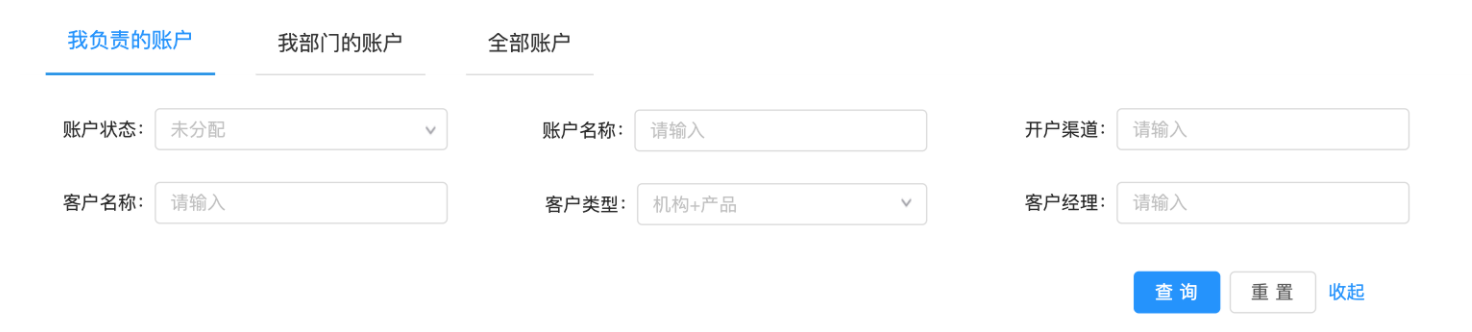 我负责的账户 我部门的账户 全部账户
账户状态： 未分配 账户名称： 请输入 开户渠道： 请输入
客户名称： 请输入 客户类型： 机构+产品 客户经理： 请输入
查 询 重 置 收起